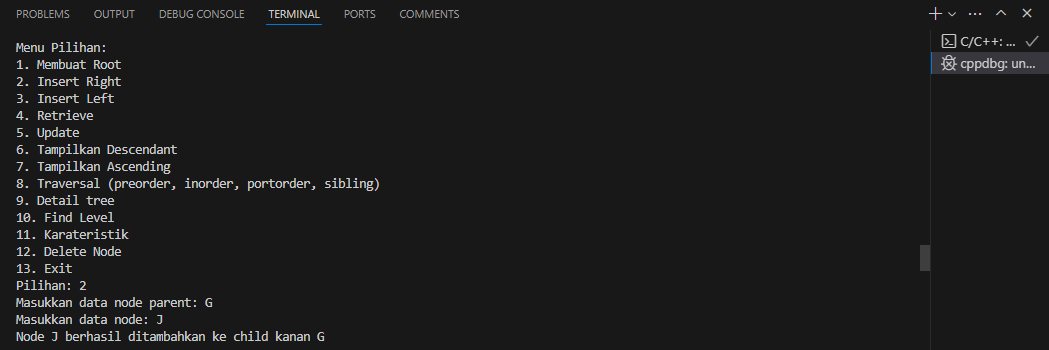 PROBLEMS OUTPUT DEBUG CONSOLE TERMINAL PORTS COMMENTS
Menu Pilihan:
1. Membuat Root
2. Insert Right
3. Insert Left
4. Retrieve
5. Update
6. Tampilkan Descendant
7. Tampilkan Ascending
8. Traversal (preorder, inorder, portorder, sibling)
9. Detail tree
10. Find Level
11. Karateristik
12. Delete Node
13. Exit
Pilihan: 2
Masukkan data node parent: G
Masukkan data node: J
Node J berhasil ditambahkan ke child kanan G
C/C++: ...
cppdbg: un...